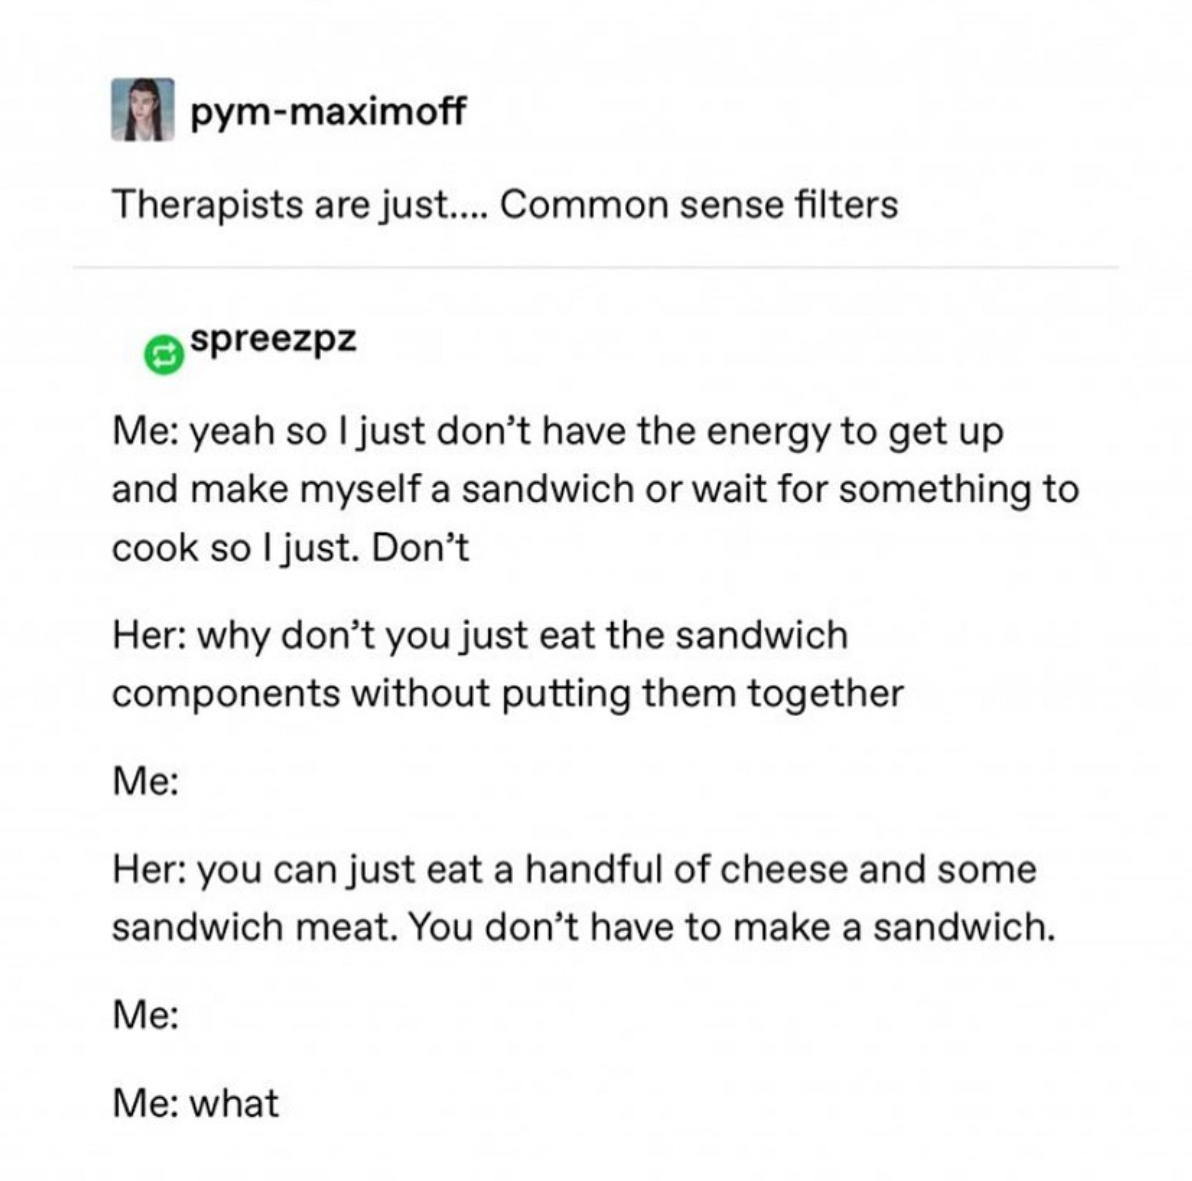 pym-maximoff
Therapists are just.... Common sense filters
spreezpz
Me: yeah so I just don’t have the energy to get up
and make myself a sandwich or wait for something to
cook so I just. Don’t
Her: why don’t you just eat the sandwich
components without putting them together
Me:
Her: you can just eat a handful of cheese and some
sandwich meat. You don’t have to make a sandwich.
Me:
Me: what